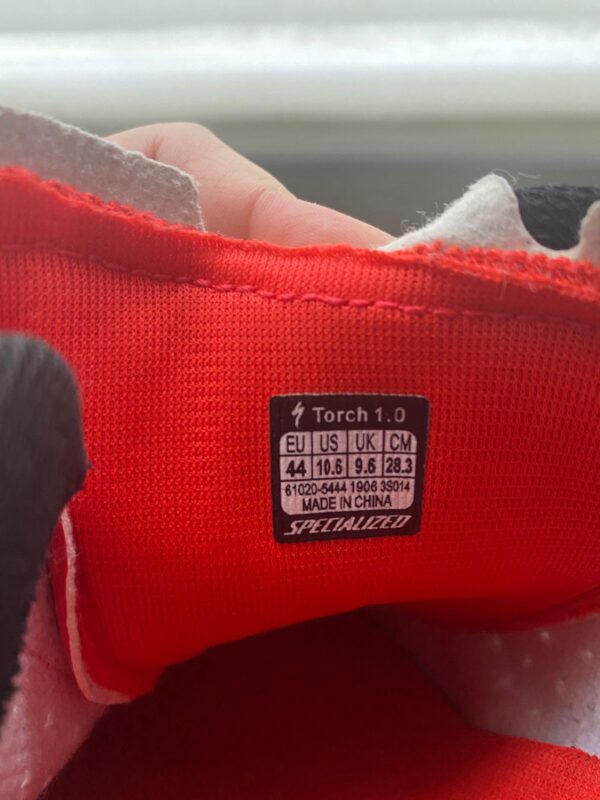 Torch 1.0
EU US UK CM
44 10.6 9.6 28.3
61020-5444 1906 3S014
MADE IN CHINA
SPECIALIZED